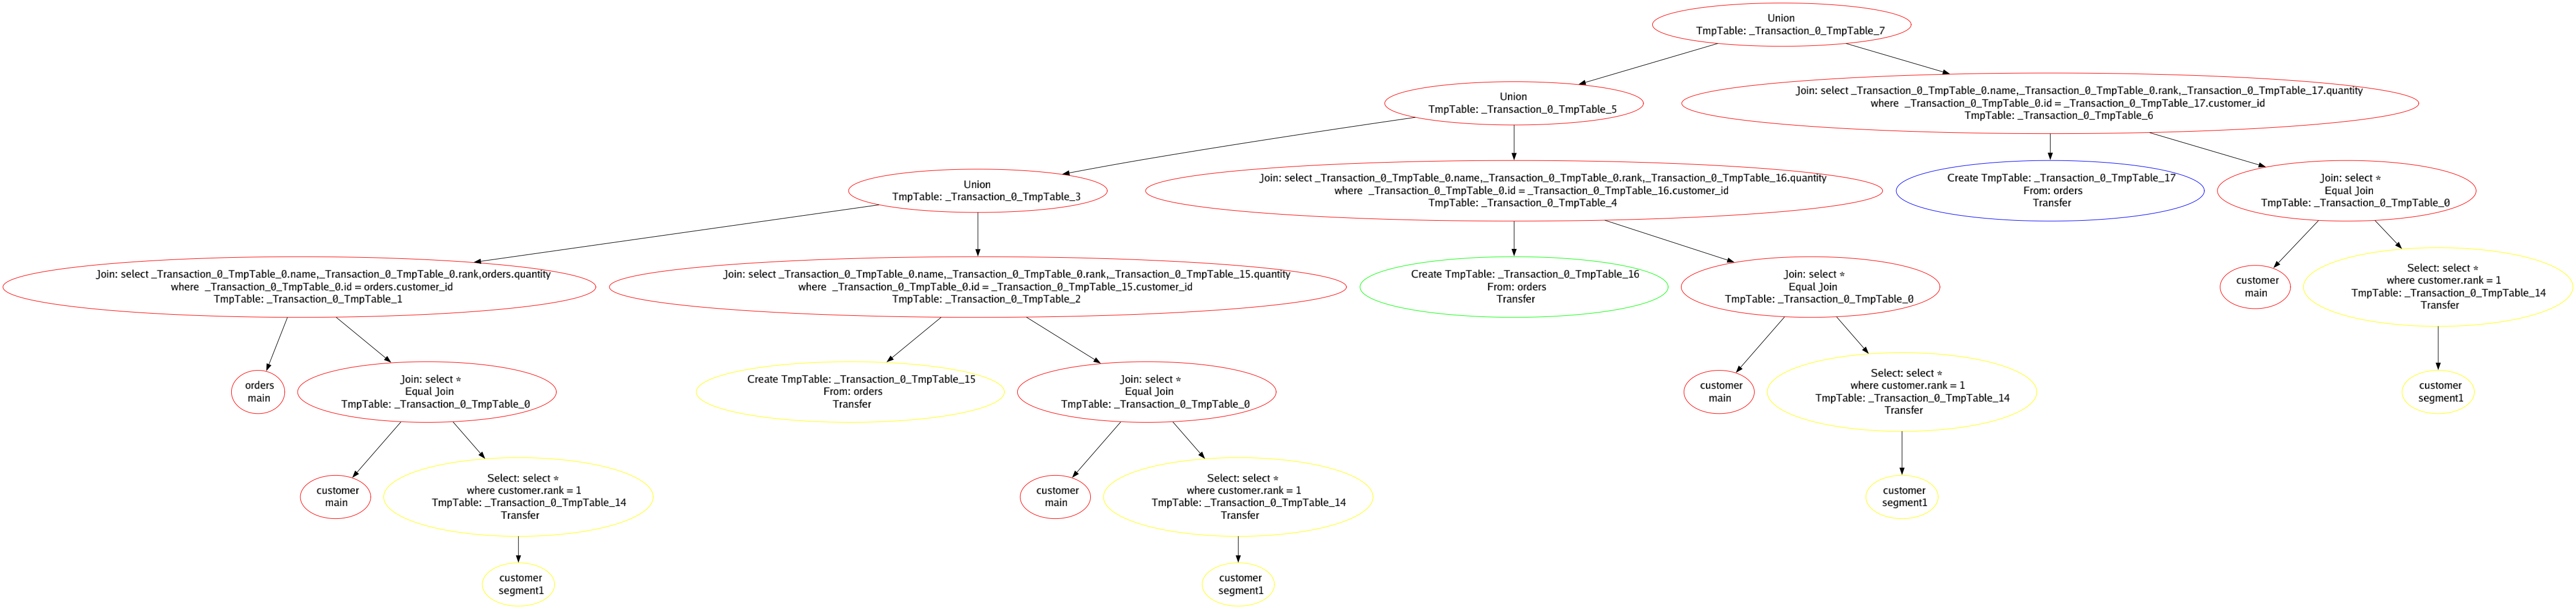 Union
TmpTable: _Transaction_0_TmpTable_7
Union
TmpTable: _Transaction_0_TmpTable_5
Join: select _Transaction_0_TmpTable_0.name,_Transaction_0_TmpTable_0.rank,_Transaction_0_TmpTable_17.quantity
where _Transaction_0_TmpTable_0.id = _Transaction_0_TmpTable_17.customer_id
TmpTable: _Transaction_0_TmpTable_6
Union
TmpTable: _Transaction_0_TmpTable_3
Join: select _Transaction_0_TmpTable_0.name,_Transaction_0_TmpTable_0.rank,_Transaction_0_TmpTable_16.quantity
where _Transaction_0_TmpTable_0.id = _Transaction_0_TmpTable_16.customer_id
TmpTable: _Transaction_0_TmpTable_4
Create TmpTable: _Transaction_0_TmpTable_17
From: orders
Transfer
Join: select *
Equal Join
TmpTable: _Transaction_0_TmpTable_0
Join: select _Transaction_0_TmpTable_0.name,_Transaction_0_TmpTable_0.rank,orders.quantity
where _Transaction_0_TmpTable_0.id = orders.customer_id
TmpTable: _Transaction_0_TmpTable_1
Join: select _Transaction_0_TmpTable_0.name,_Transaction_0_TmpTable_0.rank,_Transaction_0_TmpTable_15.quantity
where _Transaction_0_TmpTable_0.id = _Transaction_0_TmpTable_15.customer_id
TmpTable: _Transaction_0_TmpTable_2
Create TmpTable: _Transaction_0_TmpTable_16
From: orders
Transfer
Join: select *
Equal Join
TmpTable: _Transaction_0_TmpTable_0
customer
main
Select: select *
where customer.rank = 1
TmpTable: _Transaction_0_TmpTable_14
Transfer
orders
main
Join: select *
Equal Join
TmpTable: _Transaction_0_TmpTable_0
Create TmpTable: _Transaction_0_TmpTable_15
From: orders
Transfer
Join: select *
Equal Join
TmpTable: _Transaction_0_TmpTable_0
customer
main
Select: select *
where customer.rank = 1
TmpTable: _Transaction_0_TmpTable_14
Transfer
customer
segment1
customer
main
Select: select *
where customer.rank = 1
TmpTable: _Transaction_0_TmpTable_14
Transfer
customer
main
Select: select *
where customer.rank = 1
TmpTable: _Transaction_0_TmpTable_14
Transfer
customer
segment1
customer
segment1
customer
segment1